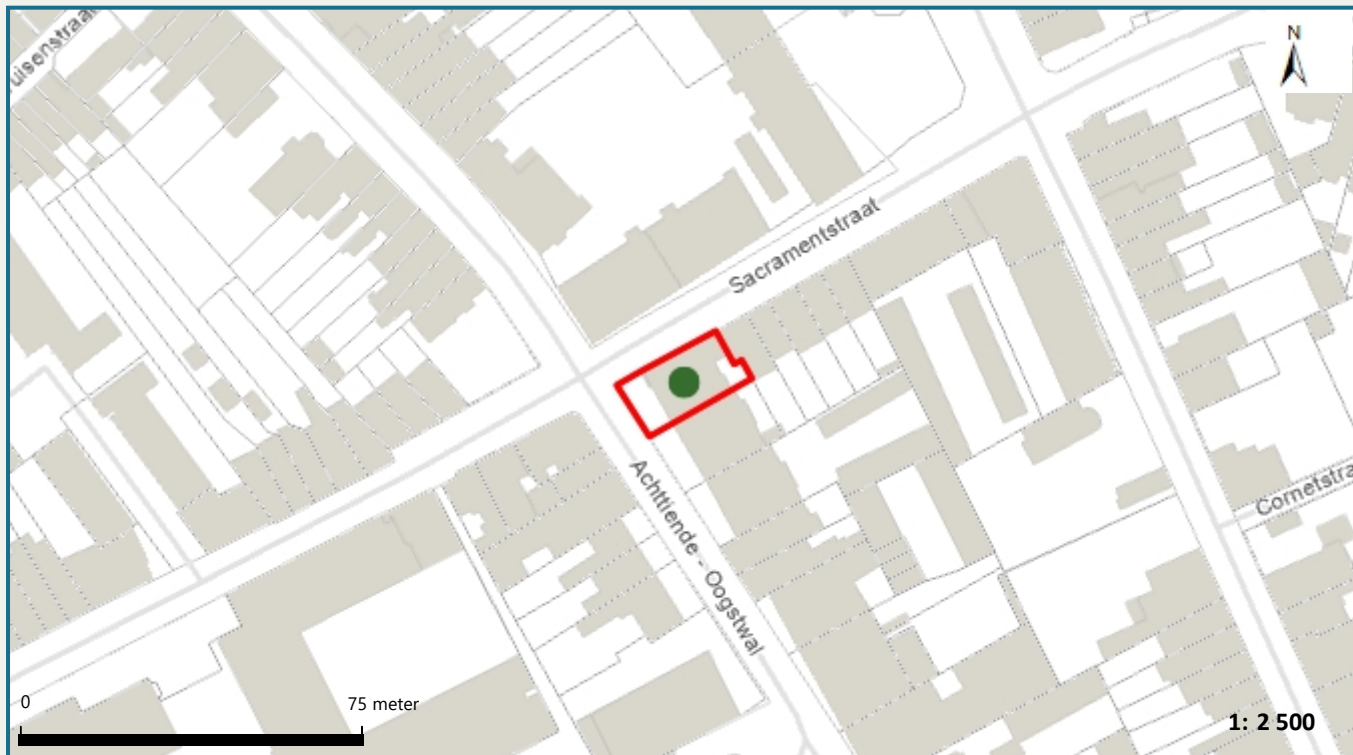 uisenstraat
N
Sacramentstraat
Achttiende - Oogstwal
Cornetstra
0
75 meter
1: 2 500